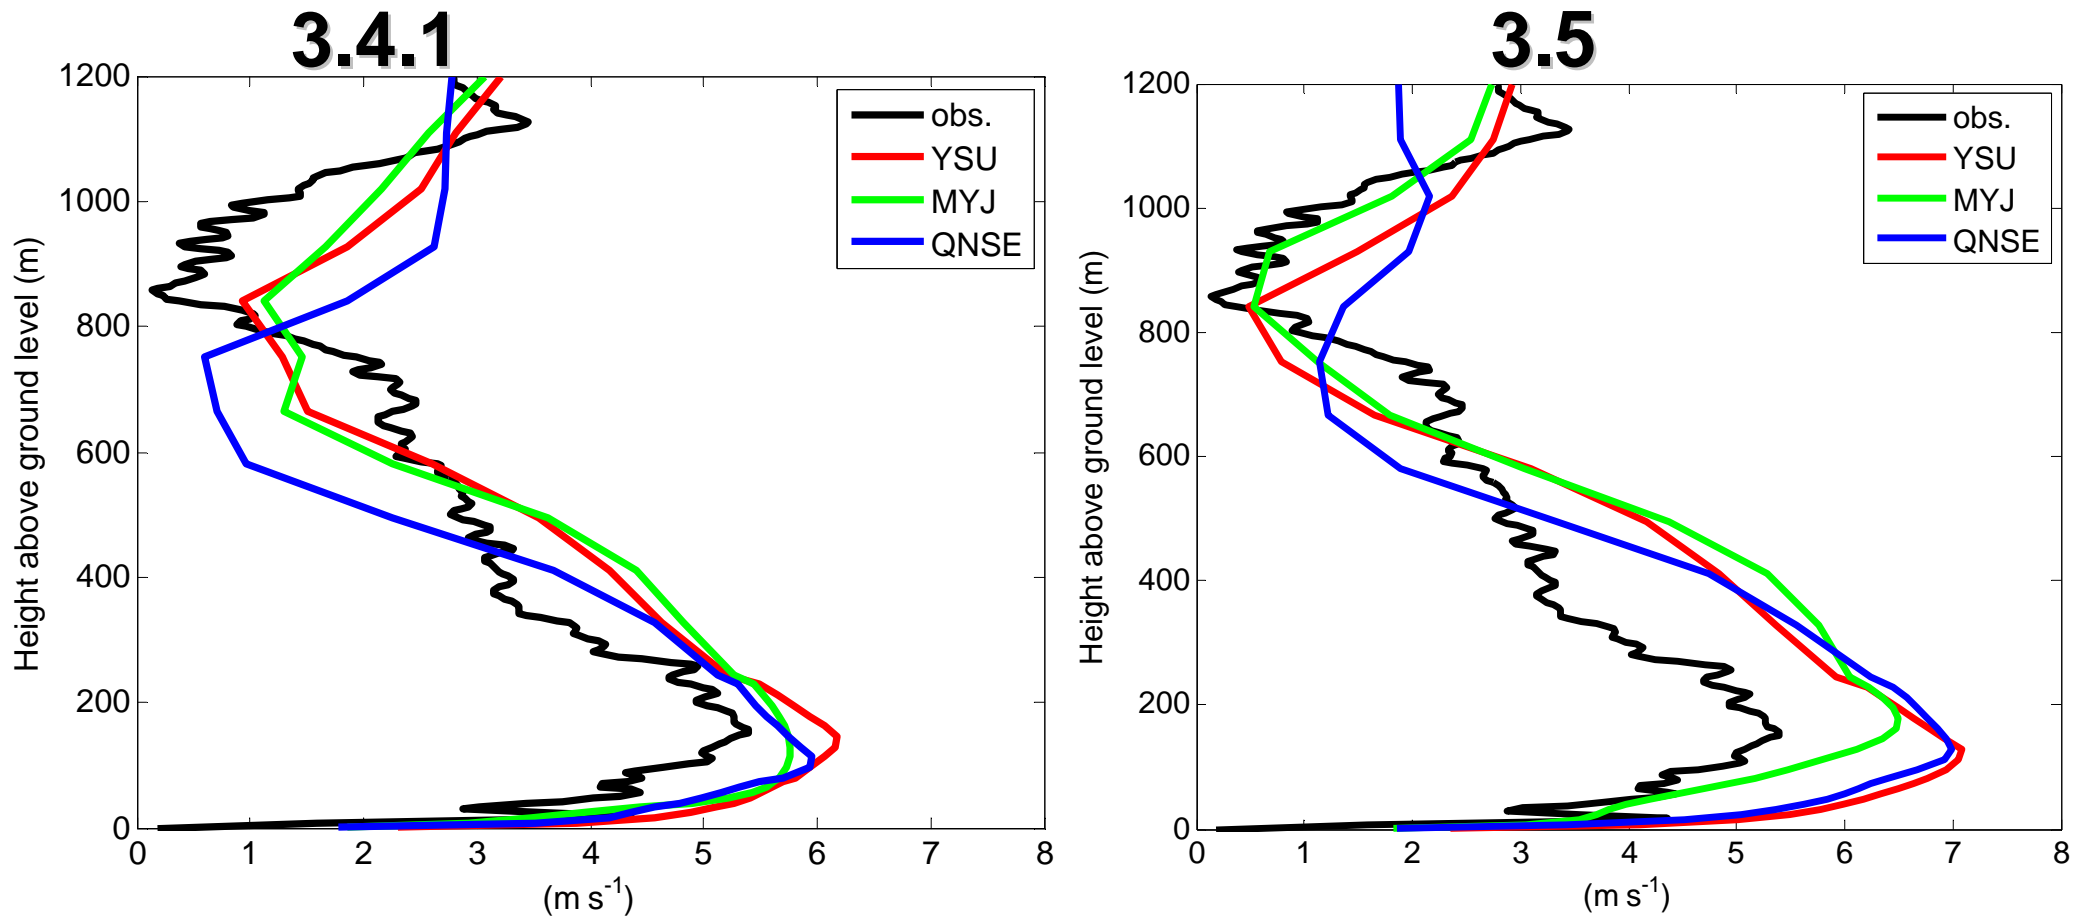 3.4.1
1200
1000
800
600
400
200
0
Height above ground level (m)
0 1 2 3 4 5 6 7 8
(m s-1)
obs.
YSU
MYJ
QNSE
3.5
1200
1000
800
600
400
200
0
Height above ground level (m)
0 1 2 3 4 5 6 7 8
(m s-1)
obs.
YSU
MYJ
QNSE